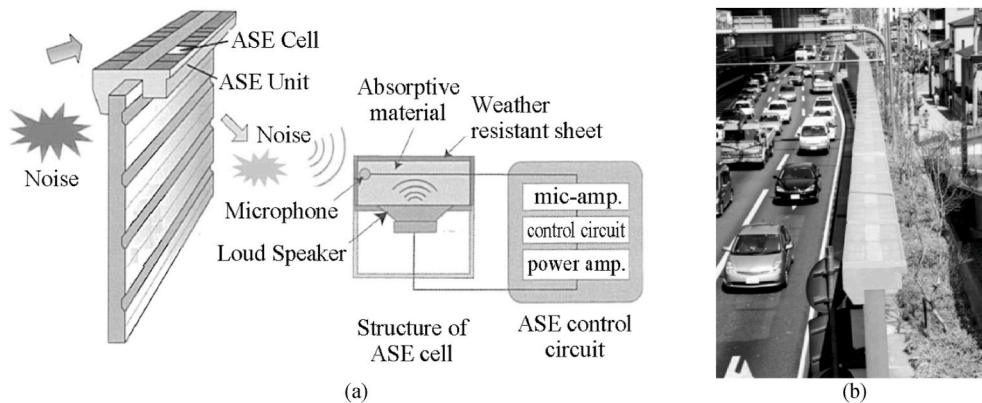 ASE Cell
ASE Unit
Noise
Noise
Absorptive
material
Weather
resistant sheet
Microphone
Loud Speaker
mic-amp.
control circuit
power amp.
Structure of
ASE cell
ASE control
circuit
(a)
(b)